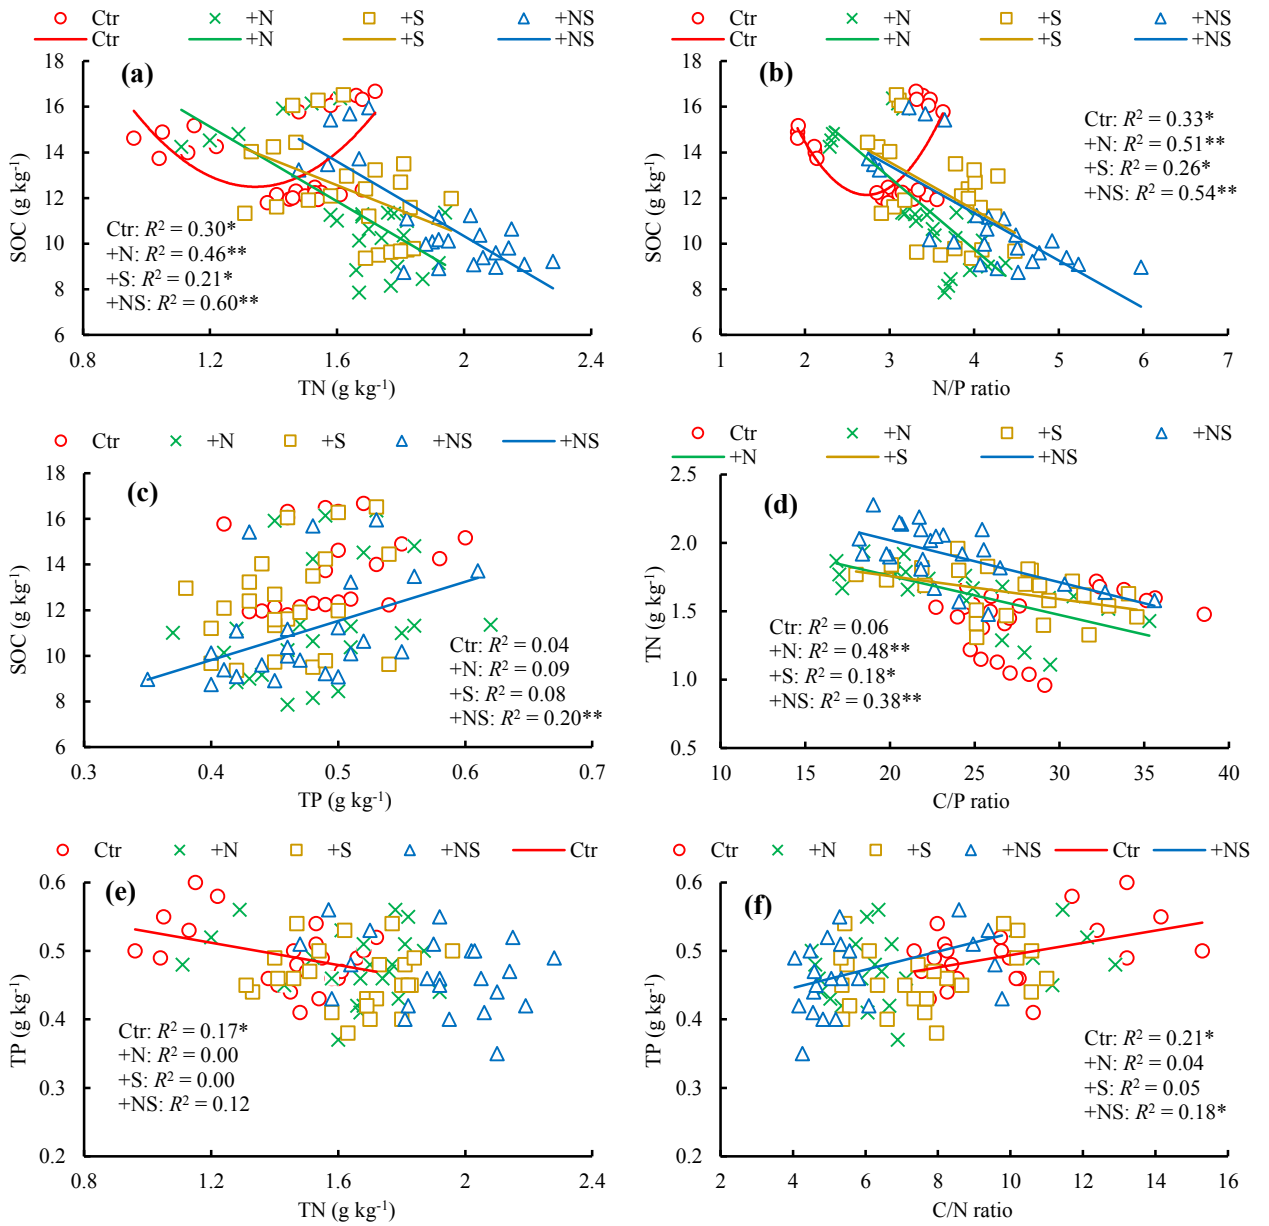 Ctr +N +S +NS
Ctr +N +S +NS
(a)
SOC (g kg⁻¹)
18
16
14
12
10
8
6
Ctr: R² = 0.30*
+N: R² = 0.46**
+S: R² = 0.21*
+NS: R² = 0.60**
0.8 1.2 1.6 2 2.4
TN (g kg⁻¹)
Ctr +N +S +NS
Ctr +N +S +NS
(b)
SOC (g kg⁻¹)
18
16
14
12
10
8
6
Ctr: R² = 0.33*
+N: R² = 0.51**
+S: R² = 0.26*
+NS: R² = 0.54**
1 2 3 4 5 6 7
N/P ratio
Ctr +N +S +NS +NS
(c)
SOC (g kg⁻¹)
18
16
14
12
10
8
6
Ctr: R² = 0.04
+N: R² = 0.09
+S: R² = 0.08
+NS: R² = 0.20**
0.3 0.4 0.5 0.6 0.7
TP (g kg⁻¹)
Ctr +N +S +NS
+N +S +NS
(d)
TN (g kg⁻¹)
2.5
2.0
1.5
1.0
0.5
Ctr: R² = 0.06
+N: R² = 0.48**
+S: R² = 0.18*
+NS: R² = 0.38**
10 15 20 25 30 35 40
C/P ratio
Ctr +N +S +NS Ctr
(e)
TP (g kg⁻¹)
0.6
0.5
0.4
0.3
0.2
Ctr: R² = 0.17*
+N: R² = 0.00
+S: R² = 0.00
+NS: R² = 0.12
0.8 1.2 1.6 2 2.4
TN (g kg⁻¹)
Ctr +N +S +NS Ctr +NS
(f)
TP (g kg⁻¹)
0.6
0.5
0.4
0.3
0.2
Ctr: R² = 0.21*
+N: R² = 0.04
+S: R² = 0.05
+NS: R² = 0.18*
2 4 6 8 10 12 14 16
C/N ratio